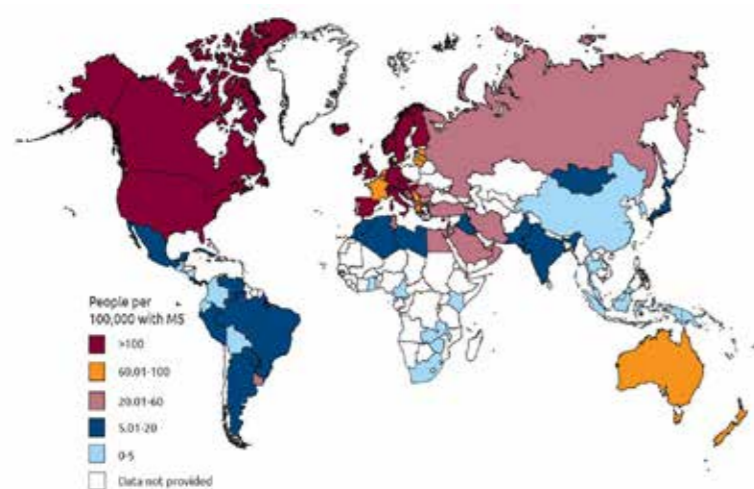 People per
100,000 with MS
>100
60.01-100
20.01-60
5.01-20
0-5
Data not provided